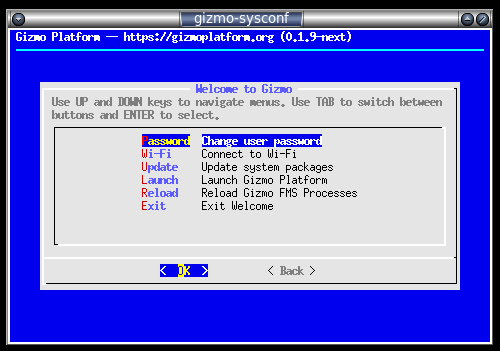 gizmo-sysconf
Gizmo Platform — https://gizmoplatform.org (0.1.9-next)
Welcome to Gizmo
Use UP and DOWN keys to navigate menus. Use TAB to switch between
buttons and ENTER to select.
Password Change user password
Wi-Fi Connect to Wi-Fi
Update Update system packages
Launch Launch Gizmo Platform
Reload Reload Gizmo FMS Processes
Exit Exit Welcome
< OK > < Back >